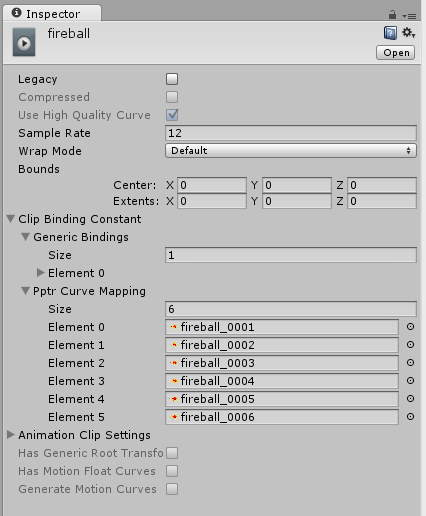 Inspector
fireball
Open
Legacy
Compressed
Use High Quality Curve
Sample Rate 12
Wrap Mode Default
Bounds
Center: X 0 Y 0 Z 0
Extents: X 0 Y 0 Z 0
Clip Binding Constant
Generic Bindings
Size 1
Element 0
Pptr Curve Mapping
Size 6
Element 0 fireball_0001
Element 1 fireball_0002
Element 2 fireball_0003
Element 3 fireball_0004
Element 4 fireball_0005
Element 5 fireball_0006
Animation Clip Settings
Has Generic Root Transfo
Has Motion Float Curves
Generate Motion Curves